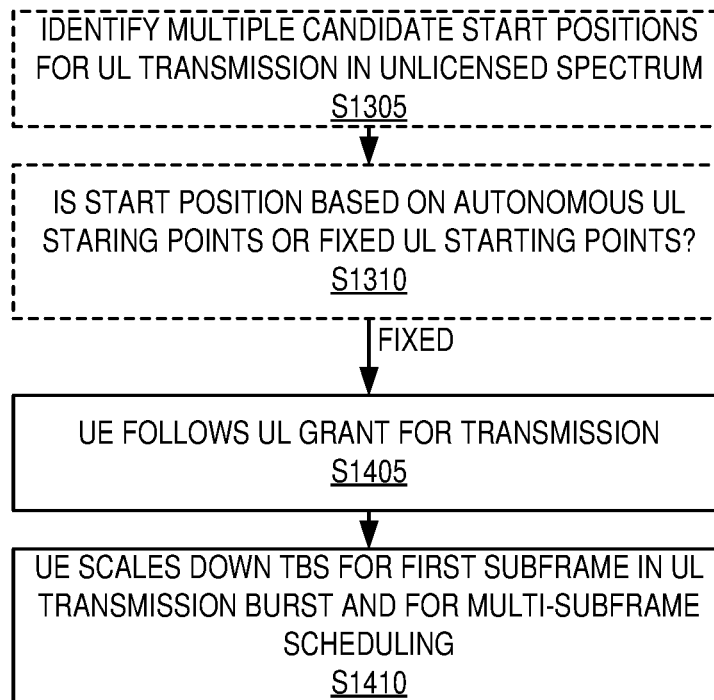 IDENTIFY MULTIPLE CANDIDATE START POSITIONS
FOR UL TRANSMISSION IN UNLICENSED SPECTRUM
S1305
IS START POSITION BASED ON AUTONOMOUS UL
STARING POINTS OR FIXED UL STARTING POINTS?
S1310
FIXED
UE FOLLOWS UL GRANT FOR TRANSMISSION
S1405
UE SCALES DOWN TBS FOR FIRST SUBFRAME IN UL
TRANSMISSION BURST AND FOR MULTI-SUBFRAME
SCHEDULING
S1410